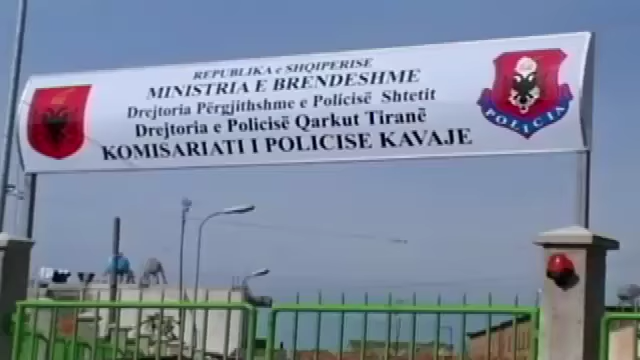 REPUBLIKA e SHQIPERISE
MINISTRIA E BRENDESHME
Drejtoria Përgjithshme e Policisë Shtetit
Drejtoria e Policisë Qarkut Tiranë
KOMISARIATI I POLICISE KAVAJE
POLICIA